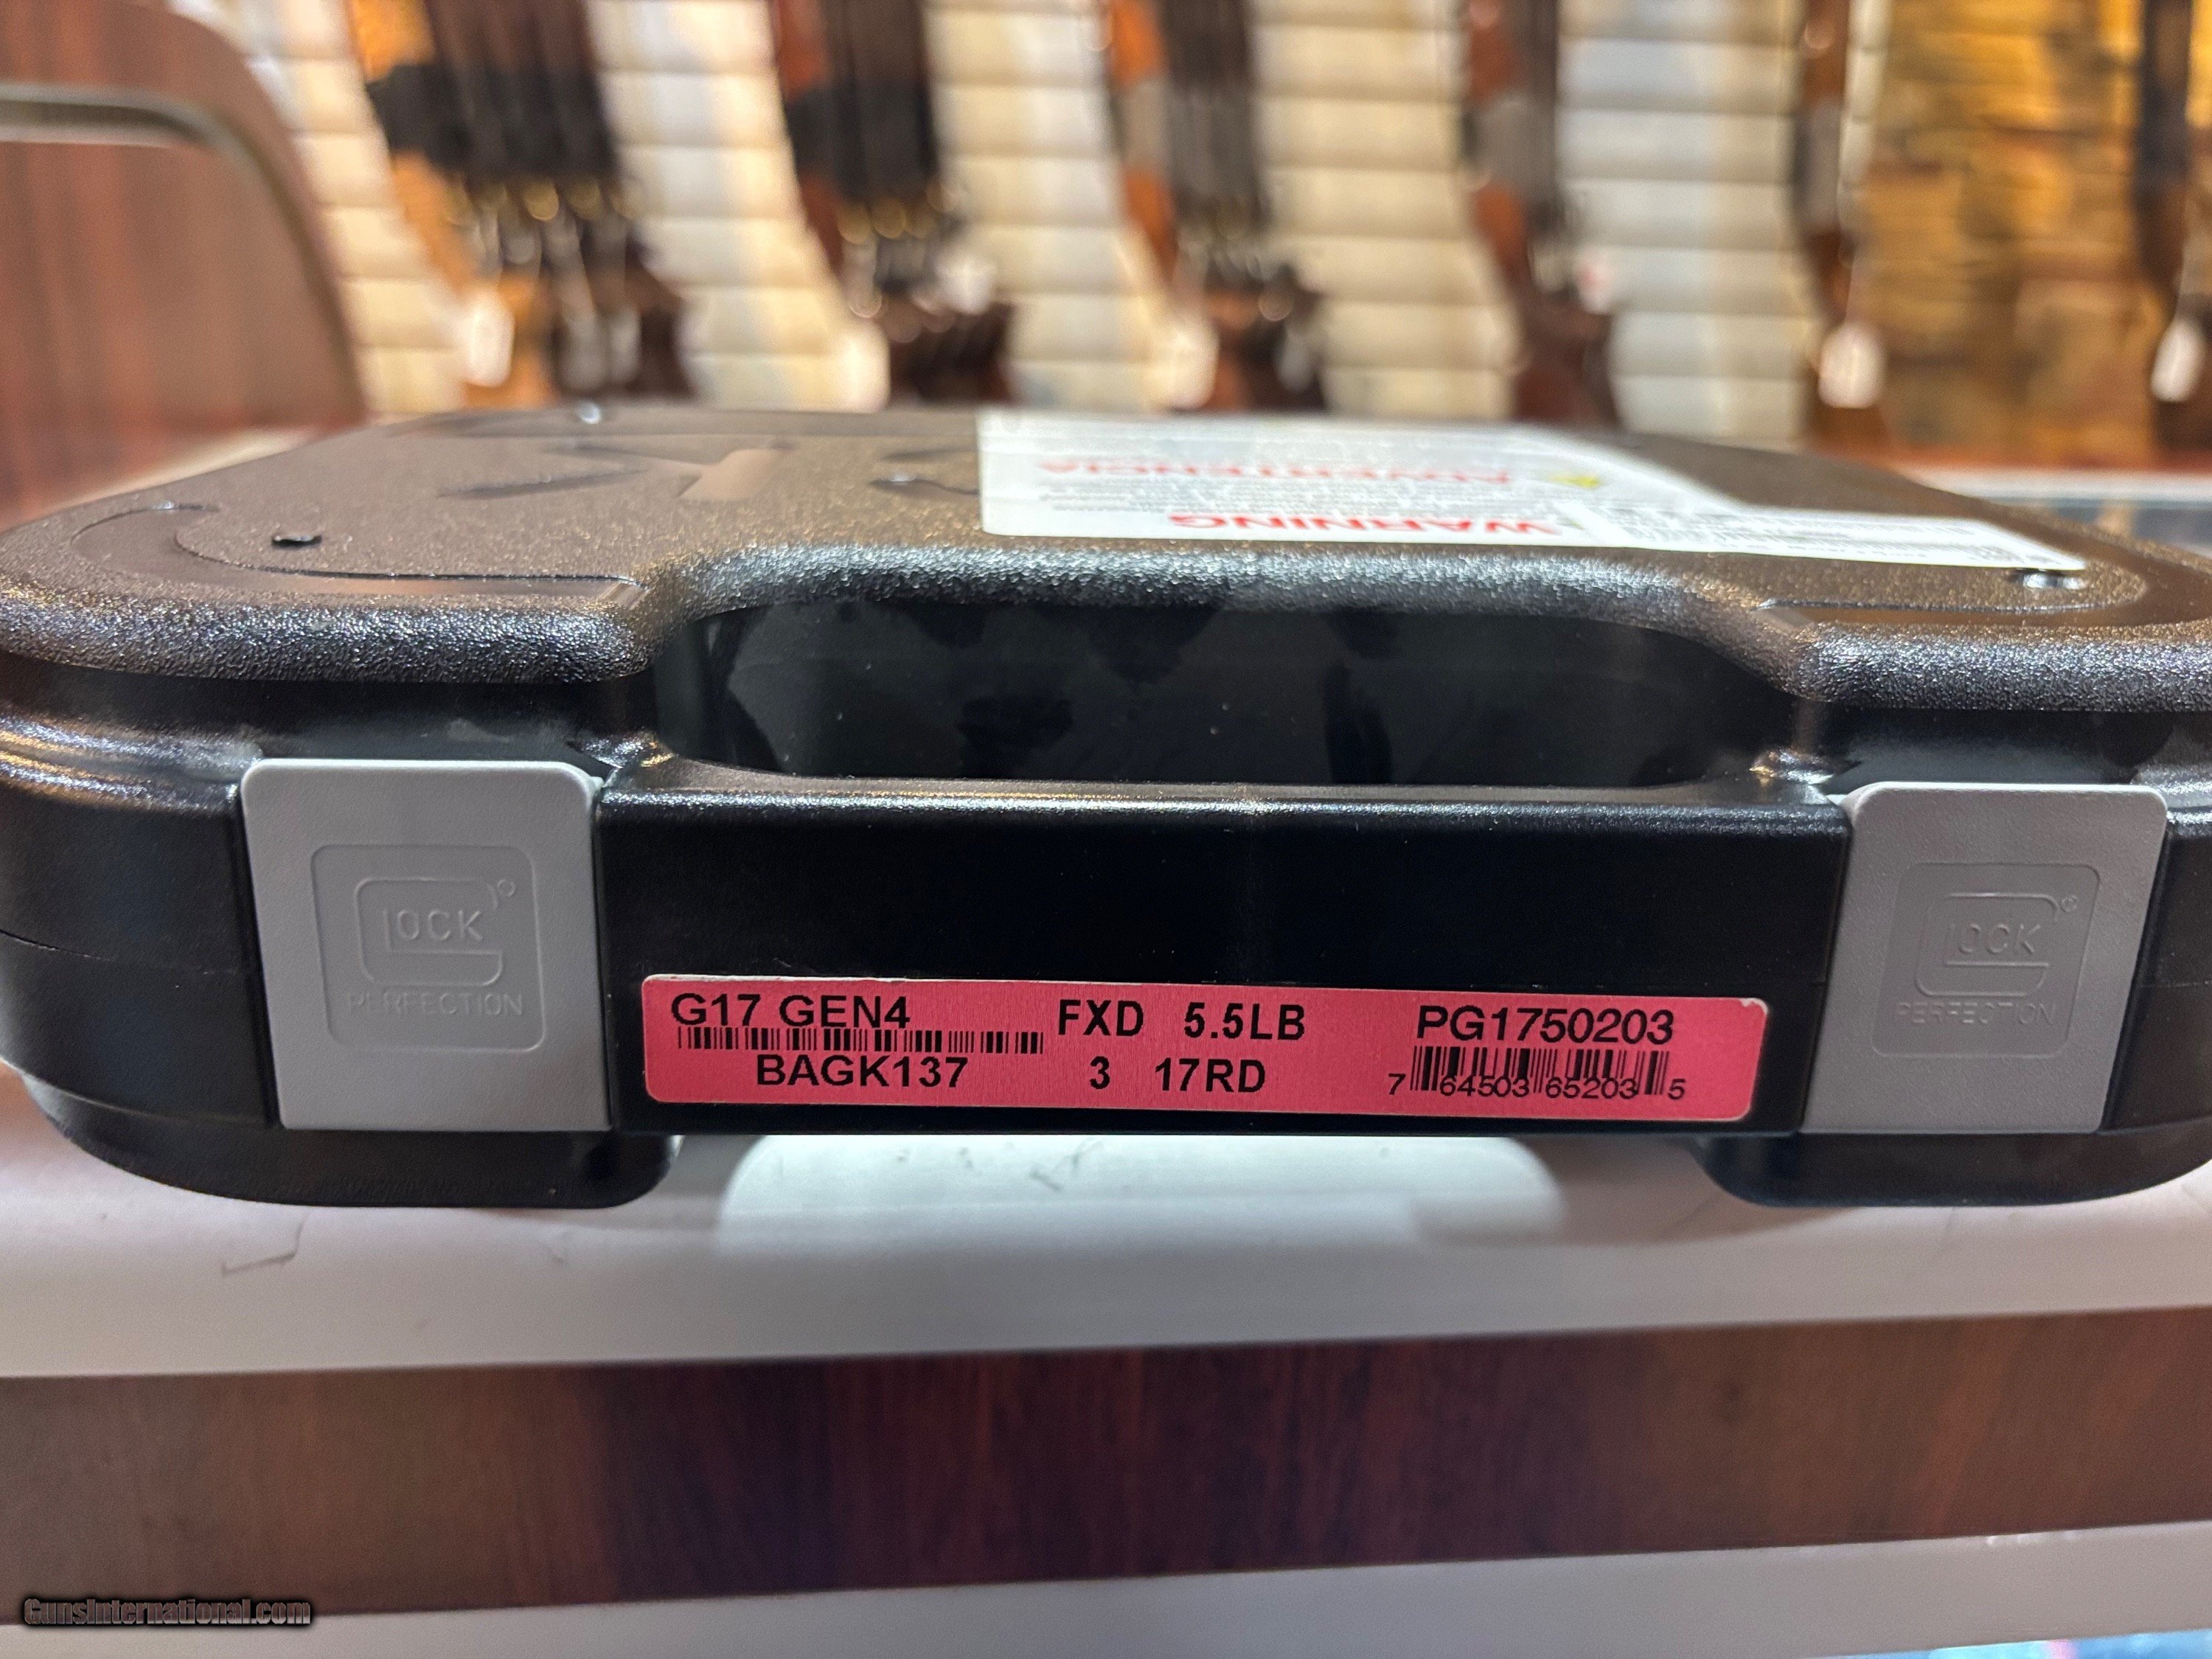 ADVERTENCIA
WARNING
GLOCK®
PERFECTION
GLOCK®
PERFECTION
G17 GEN4 FXD 5.5LB PG1750203
BAGK137 3 17RD 7 64503 65203 5
GunsInternational.com